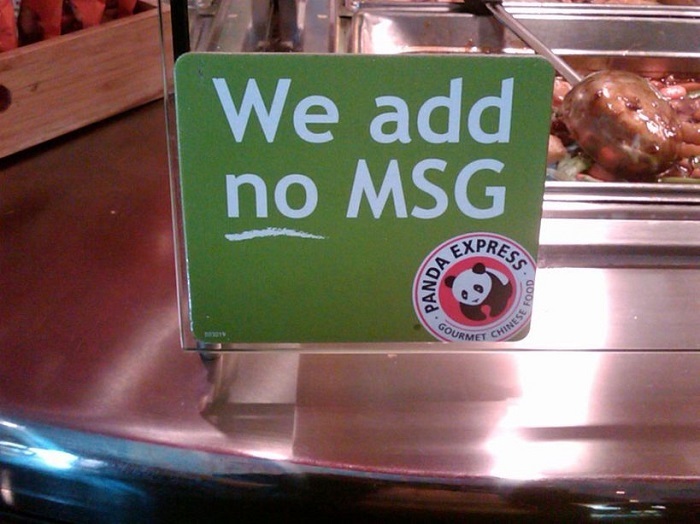 We add
no MSG
PANDA EXPRESS
GOURMET CHINESE FOOD